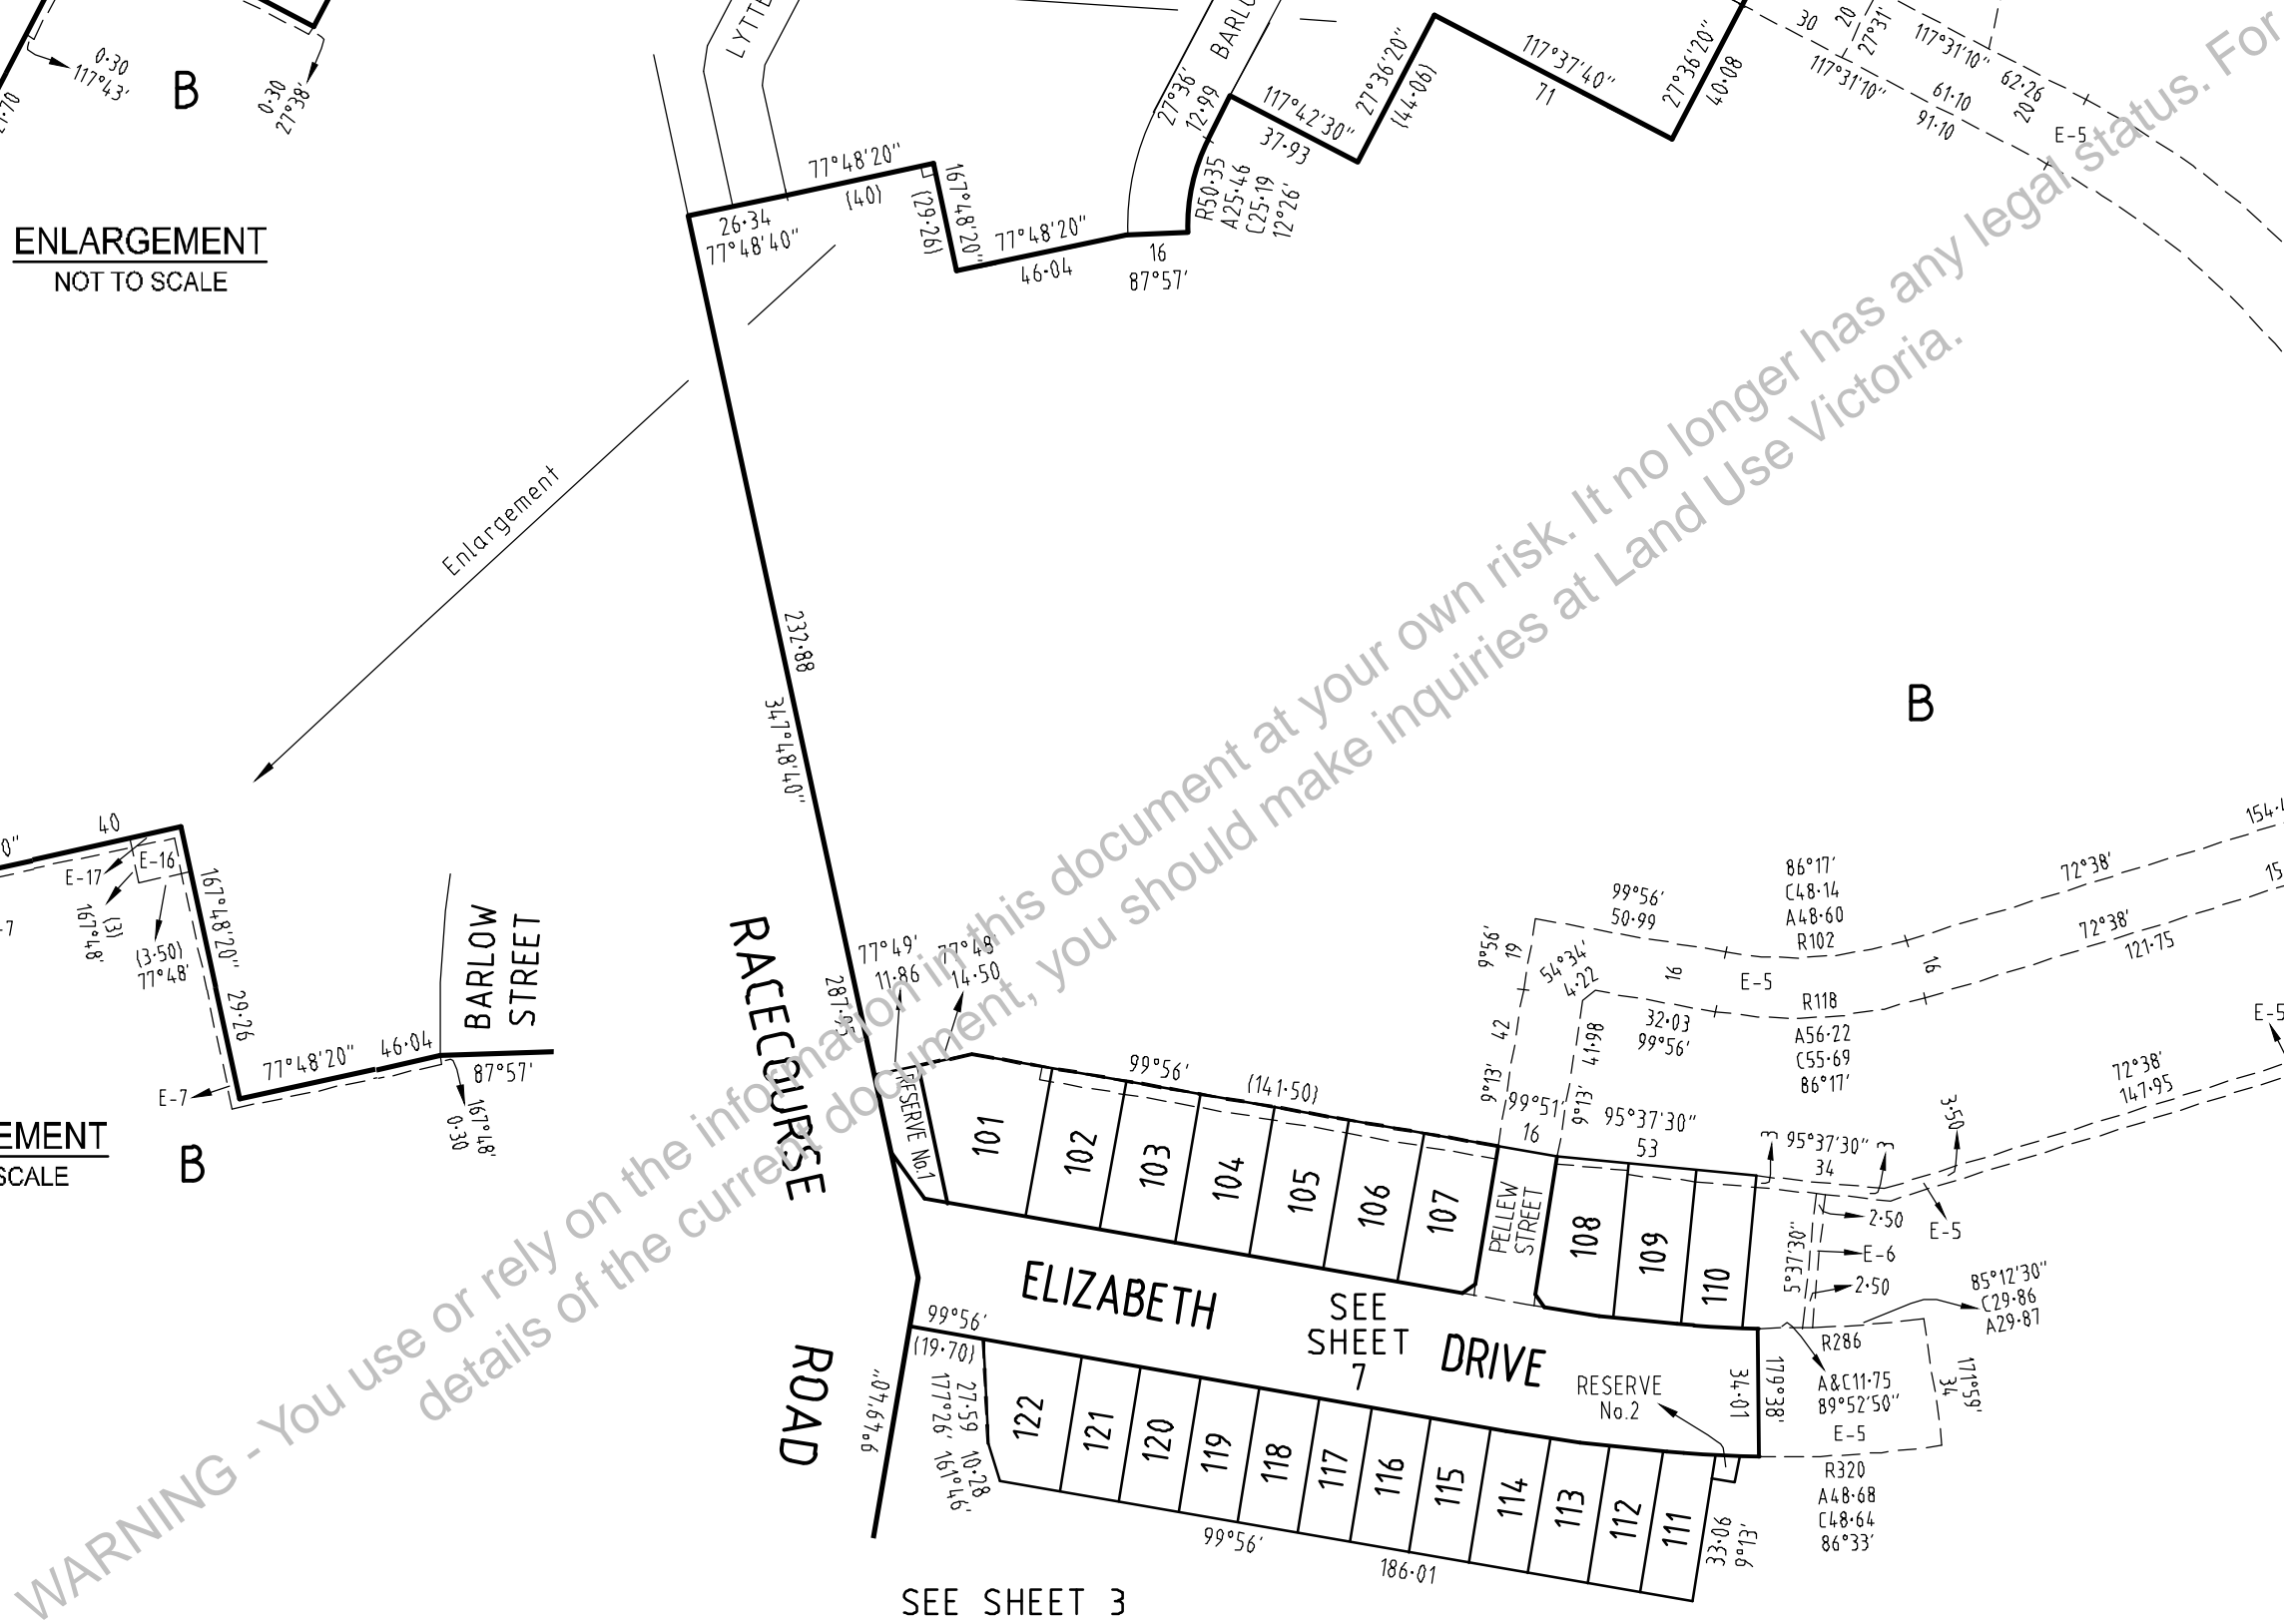 LYTTE
BARLU
0·30
117°43'
B
0·30
27°38'
ENLARGEMENT
NOT TO SCALE
77°48'20"
(40)
26·34
77°48'40"
167°48'20"
(29·26)
77°48'20"
46·04
16
87°57'
27°36'
12·99
R50·35
A25·46
C25·19
12°26'
117°42'30"
37·93
27°36'20"
(44·06)
117°37'40"
71
27°36'20"
40·08
30
20
27°31'
117°31'10"
62·26
117°31'10"
61·10
91·10
20
E-5
Enlargement
232·88
347°48'40"
287·95
B
40
0"
E-16
E-17
(3)
167°48'
(3·50)
77°48'
167°48'20"
29·26
77°48'20"
46·04
BARLOW
STREET
87°57'
E-7
167°48'
0·30
EMENT
SCALE
B
RACECOURSE
ROAD
77°49'
11·86
77°48'
14·50
RESERVE No.1
99°56'
(141·50)
101
102
103
104
105
106
107
PELLEW
STREET
108
109
110
9°56'
19
99°56'
50·99
54°34'
4·22
16
E-5
86°17'
C48·14
A48·60
R102
72°38'
154·4
72°38'
121·75
15
16
R118
A56·22
C55·69
86°17'
32·03
99°56'
42
9°13'
41·98
9°13'
99°51'
16
95°37'30"
53
3
95°37'30"
34
3
3·50
72°38'
147·95
E-5
E-5
2·50
E-6
2·50
5°37'30"
85°12'30"
C29·86
A29·87
R286
A&C11·75
89°52'50"
E-5
171°59'
34
179°38'
34·01
R320
A48·68
C48·64
86°33'
ELIZABETH
DRIVE
SEE
SHEET
7
RESERVE
No.2
99°56'
(19·70)
27·59
177°26'
10·28
161°46'
9°49'40"
122
121
120
119
118
117
116
115
114
113
112
111
33·06
9°13'
99°56'
186·01
SEE SHEET 3
WARNING - You use or rely on the information in this document at your own risk. It no longer has any legal status. For
details of the current document, you should make inquiries at Land Use Victoria.